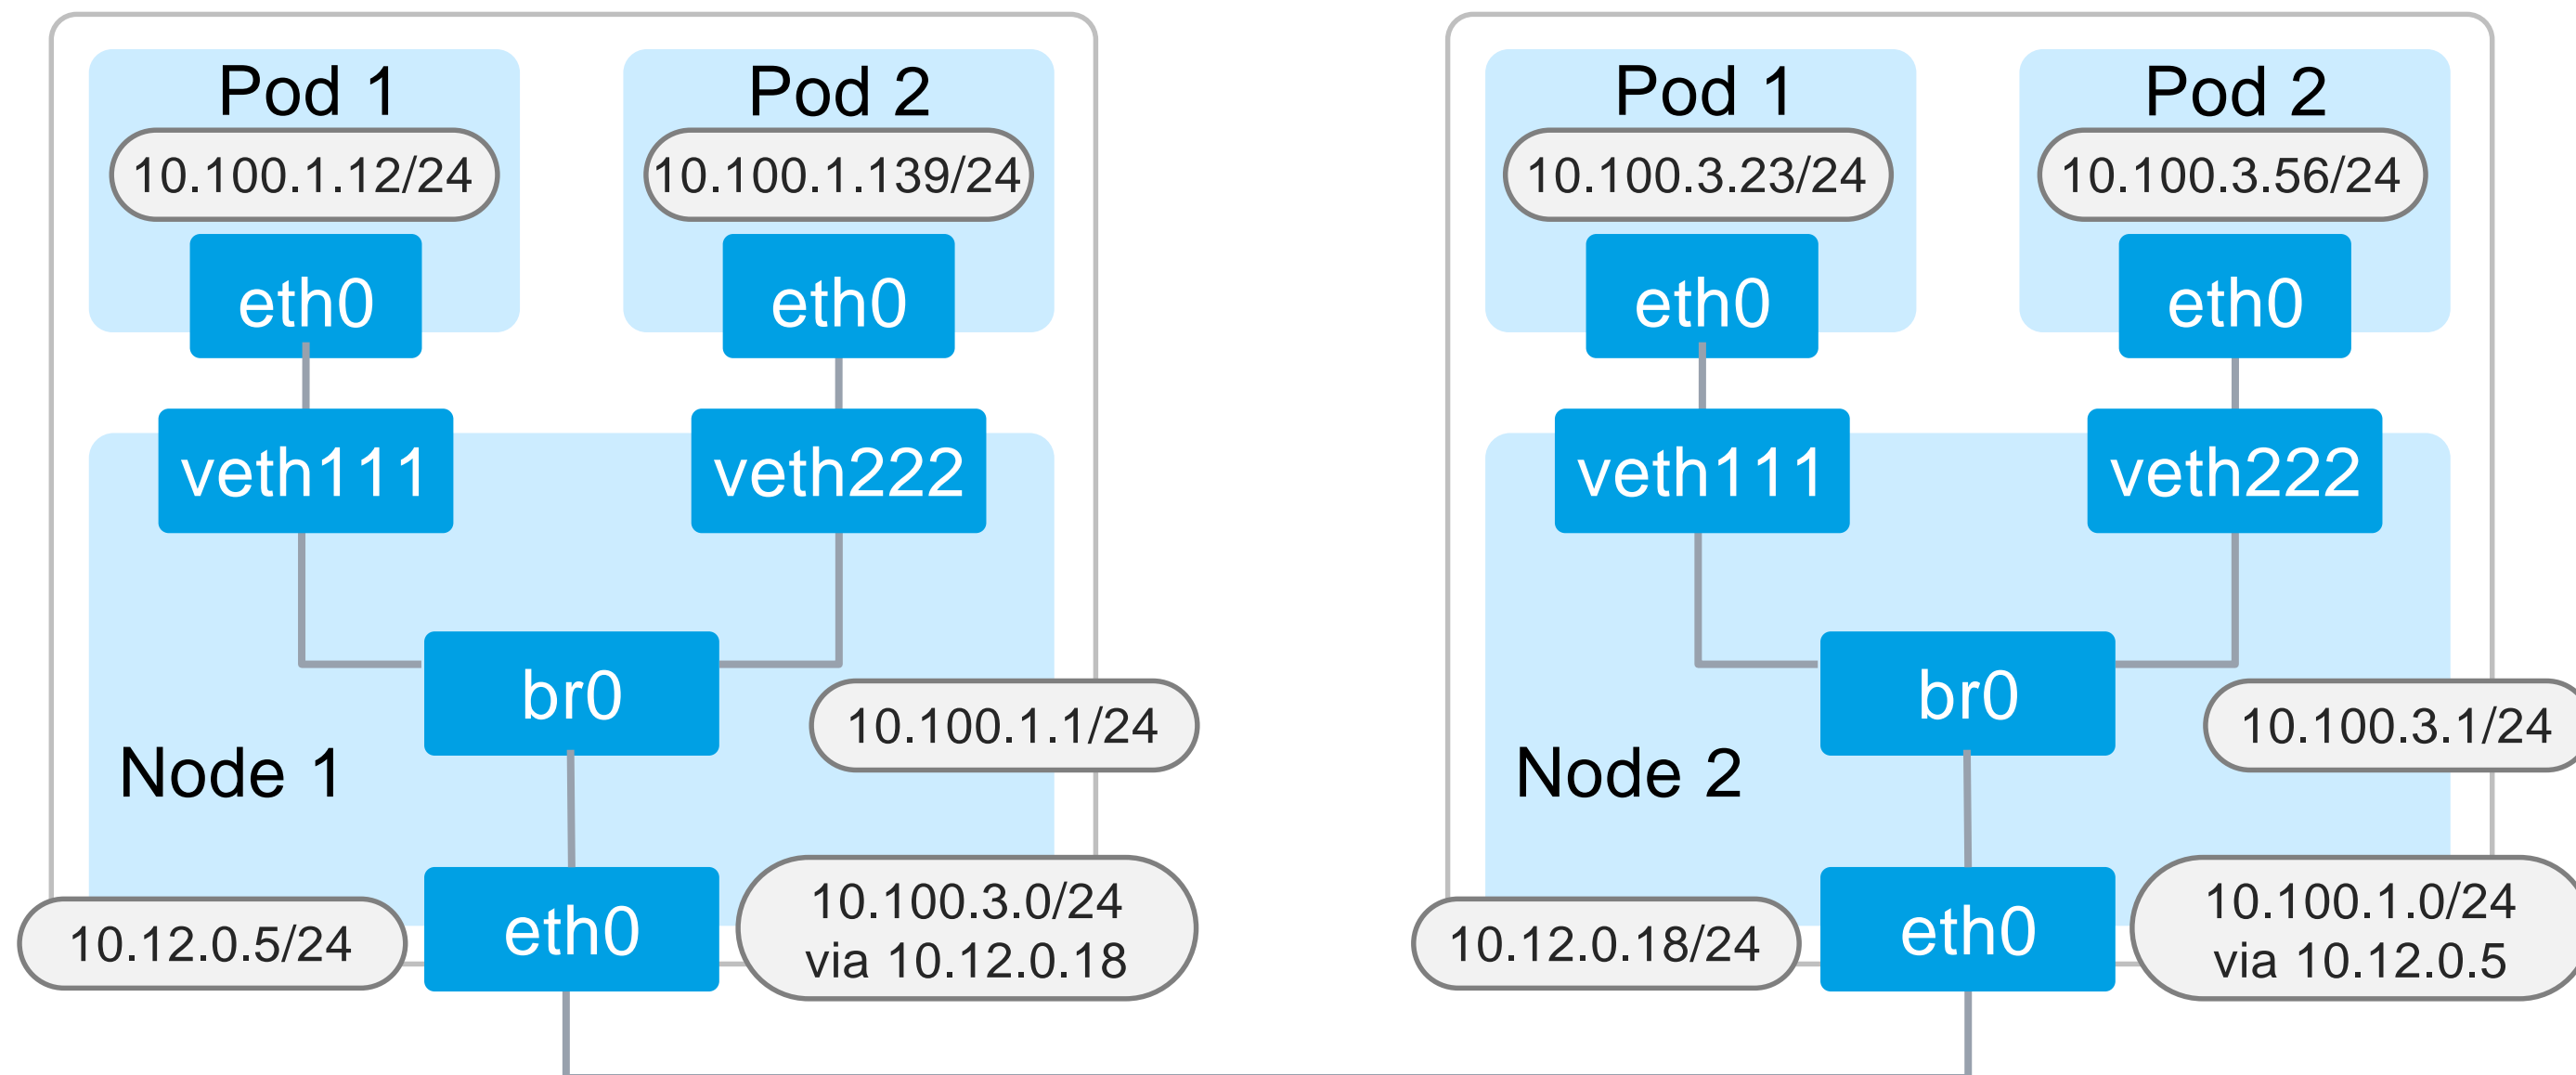 Pod 1
10.100.1.12/24
eth0
Pod 2
10.100.1.139/24
eth0
veth111
veth222
br0
10.100.1.1/24
Node 1
10.12.0.5/24
eth0
10.100.3.0/24
via 10.12.0.18
Pod 1
10.100.3.23/24
eth0
Pod 2
10.100.3.56/24
eth0
veth111
veth222
br0
10.100.3.1/24
Node 2
10.12.0.18/24
eth0
10.100.1.0/24
via 10.12.0.5